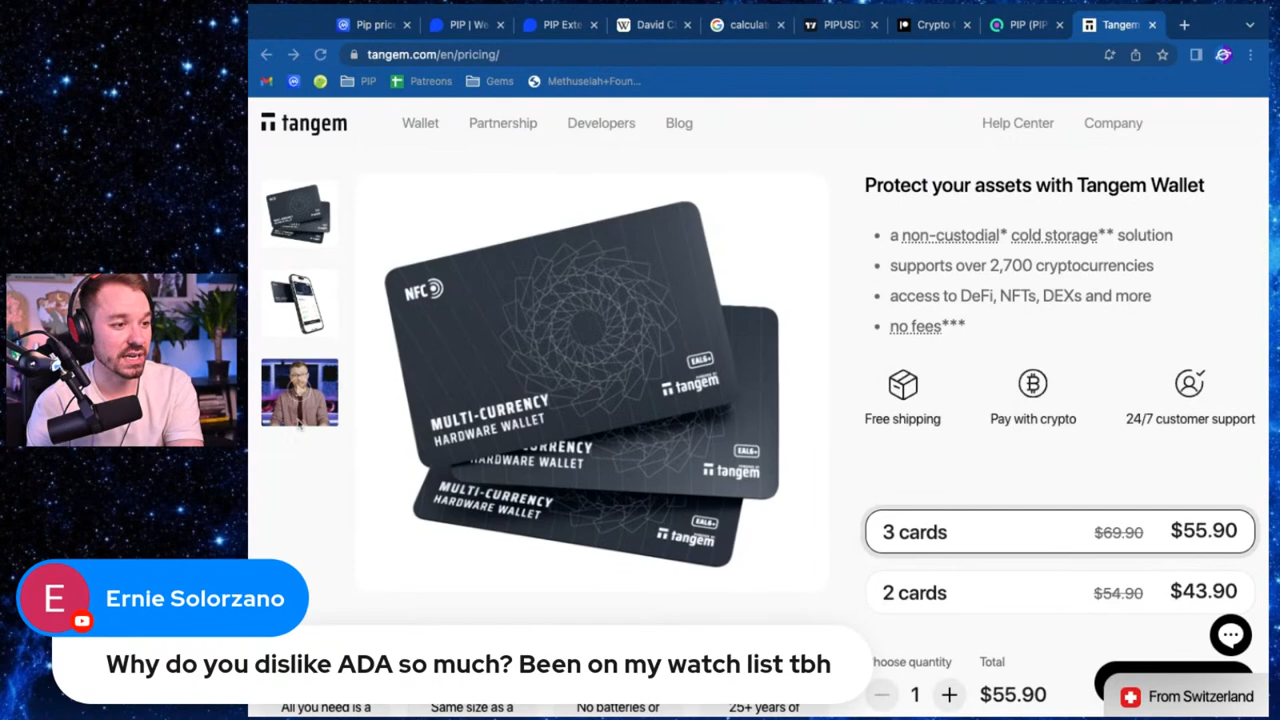 Pip price
PIP | We
PIP Exte
David C
calculat
PIPUSD
Crypto
PIP (PIP
Tangem
tangem.com/en/pricing/
PIP
Patreons
Gems
Methuselah+Foun...
tangem
Wallet
Partnership
Developers
Blog
Help Center
Company
NFC
EAL6+
tangem
MULTI-CURRENCY
HARDWARE WALLET
EAL6+
tangem
HARDWARE WALLET
EAL6+
tangem
MULTI-CURRENCY
HARDWARE WALLET
Protect your assets with Tangem Wallet
• a non-custodial* cold storage** solution
• supports over 2,700 cryptocurrencies
• access to DeFi, NFTs, DEXs and more
• no fees***
Free shipping
Pay with crypto
24/7 customer support
3 cards $69.90 $55.90
2 cards $54.90 $43.90
hoose quantity
Total
1
$55.90
From Switzerland
All you need is a
Same size as a
No batteries or
25+ years of
E
Ernie Solorzano
Why do you dislike ADA so much? Been on my watch list tbh